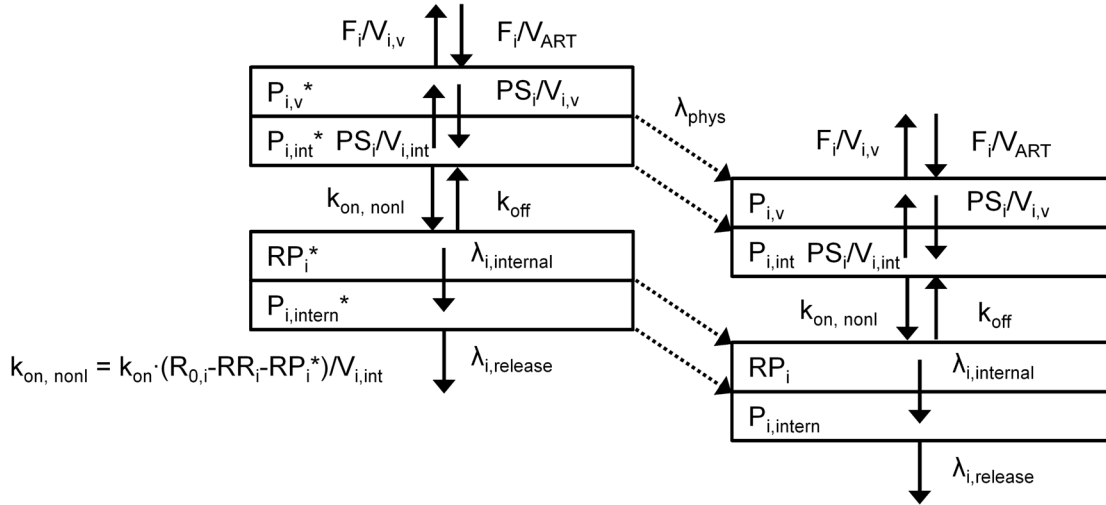 F_i/V_i,v F_i/V_ART
P_i,v* PS_i/V_i,v
P_i,int* PS_i/V_i,int
λ_phys
k_on, nonl k_off
RP_i* λ_i,internal
P_i,intern*
λ_i,release
k_on, nonl = k_on·(R_0,i-RR_i-RP_i*)/V_i,int
F_i/V_i,v F_i/V_ART
P_i,v PS_i/V_i,v
P_i,int PS_i/V_i,int
k_on, nonl k_off
RP_i λ_i,internal
P_i,intern
λ_i,release